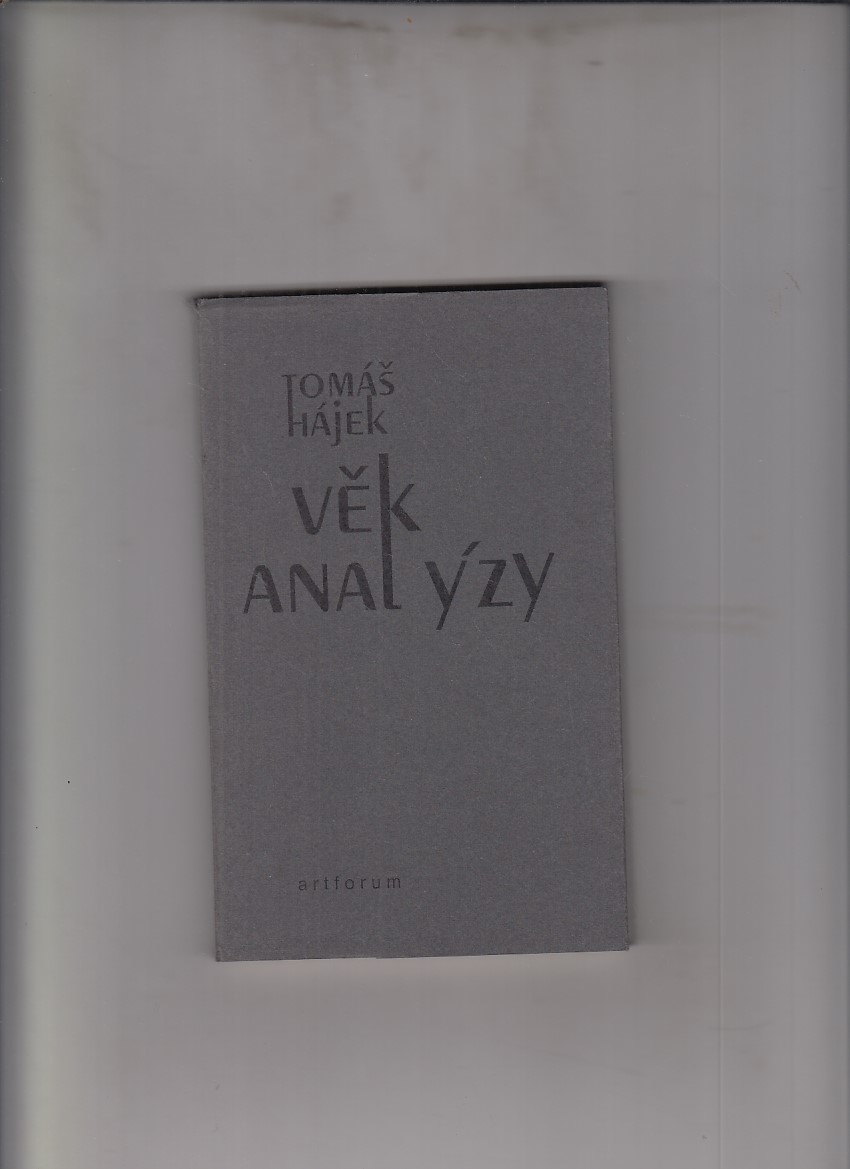 TOMÁŠ
HÁjEk
VĚk
ANALÝZY
artforum